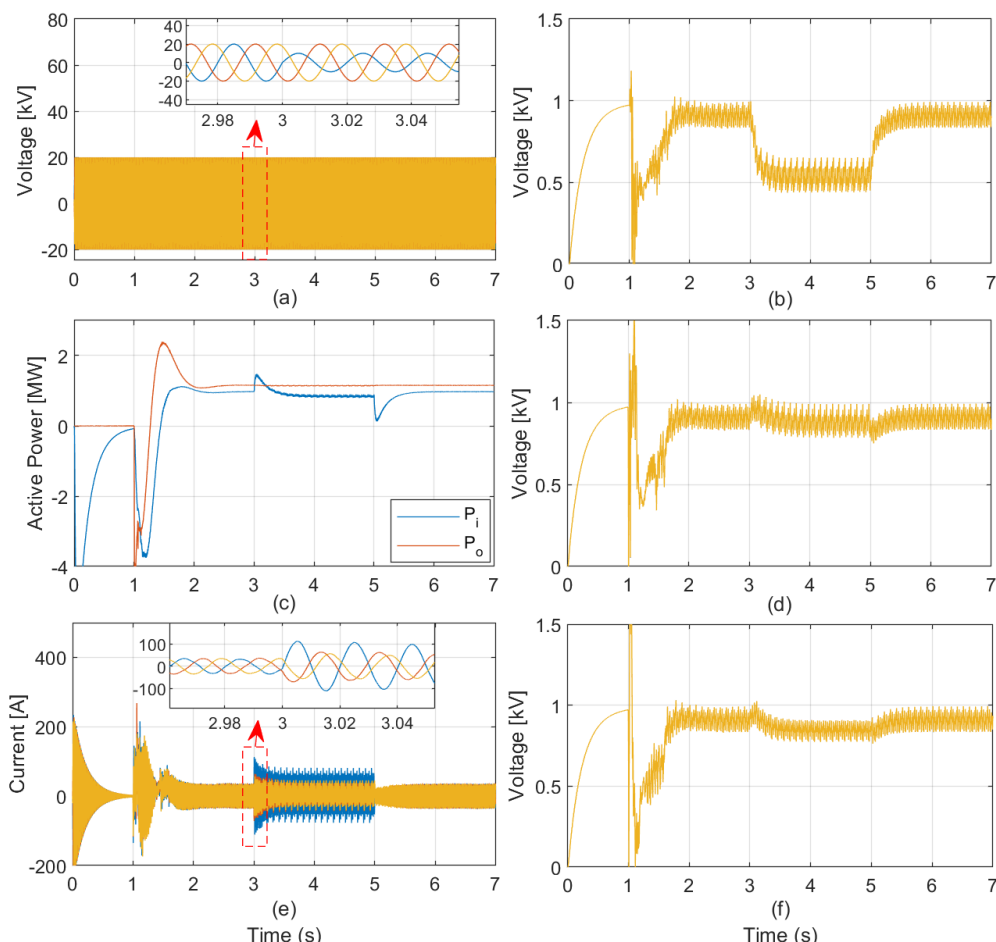 80
60
40
20
0
-20
Voltage [kV]
40
20
0
-20
-40
2.98 3 3.02 3.04
0 1 2 3 4 5 6 7
(a)
1.5
1
0.5
0
Voltage [kV]
0 1 2 3 4 5 6 7
(b)
2
0
-2
-4
Active Power [MW]
P_i
P_o
0 1 2 3 4 5 6 7
(c)
1.5
1
0.5
0
Voltage [kV]
0 1 2 3 4 5 6 7
(d)
400
200
0
-200
Current [A]
100
0
-100
2.98 3 3.02 3.04
0 1 2 3 4 5 6 7
(e)
Time (s)
1.5
1
0.5
0
Voltage [kV]
0 1 2 3 4 5 6 7
(f)
Time (s)